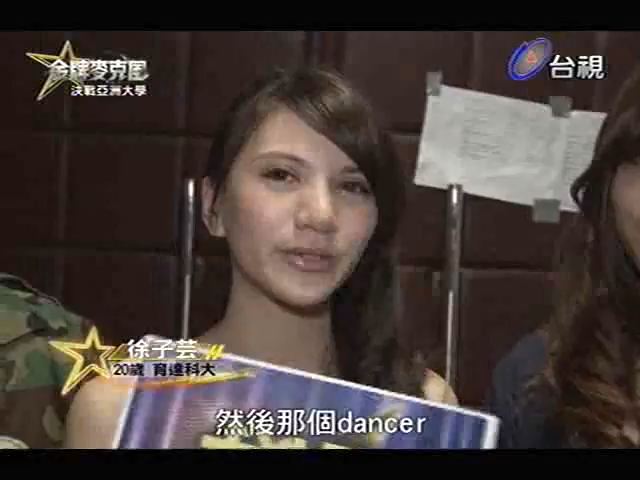 金牌麥克風
決戰亞洲大學
台視
徐子芸
20歲 育達科大
然後那個dancer